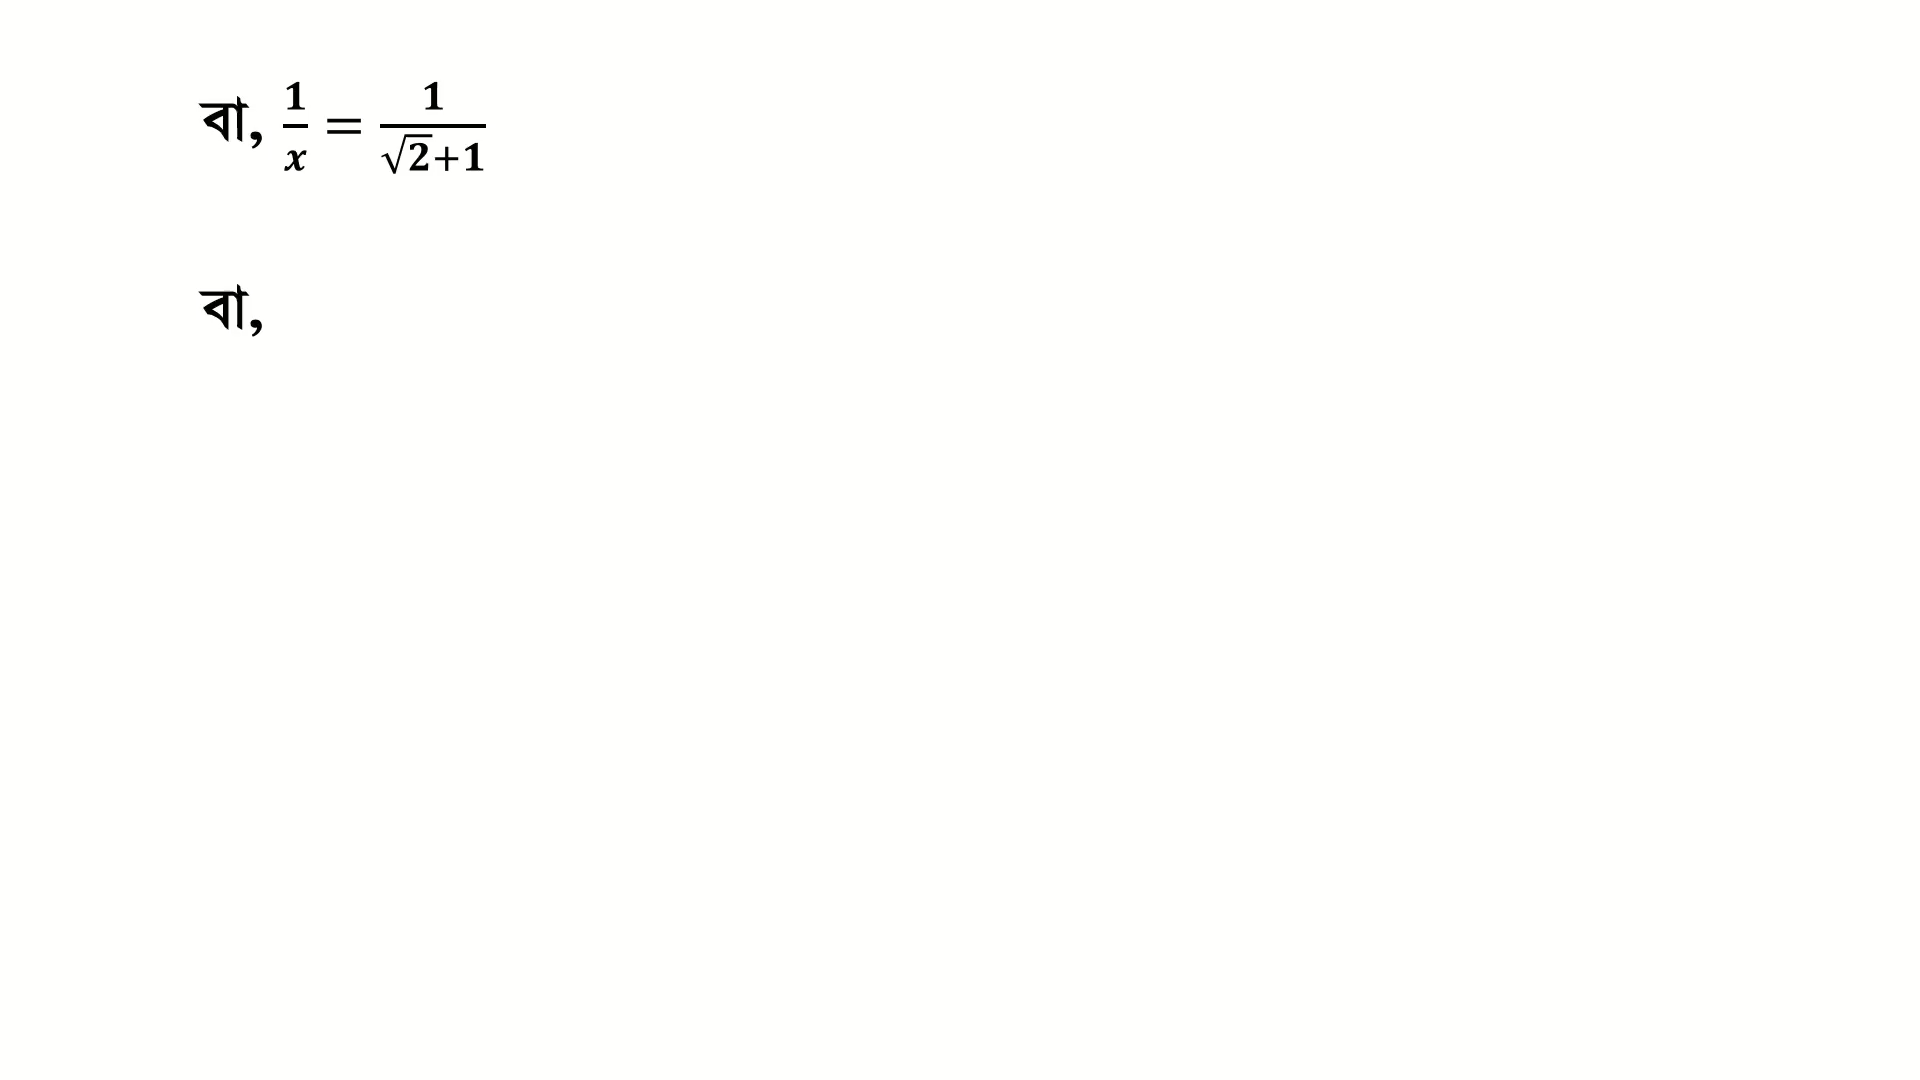 বা, 1/x = 1/(√2+1)
বা,